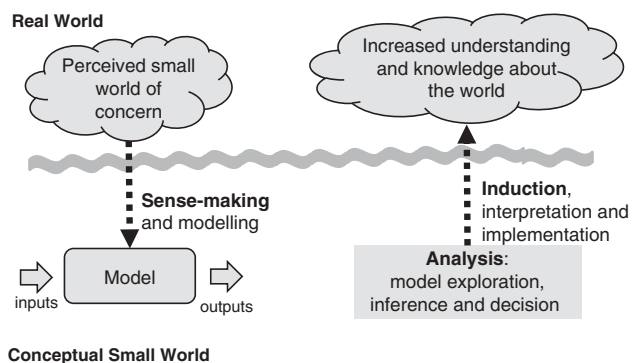 Real World
Perceived small
world of
concern
Increased understanding
and knowledge about
the world
Sense-making
and modelling
Induction,
interpretation and
implementation
Model
inputs
outputs
Analysis:
model exploration,
inference and decision
Conceptual Small World